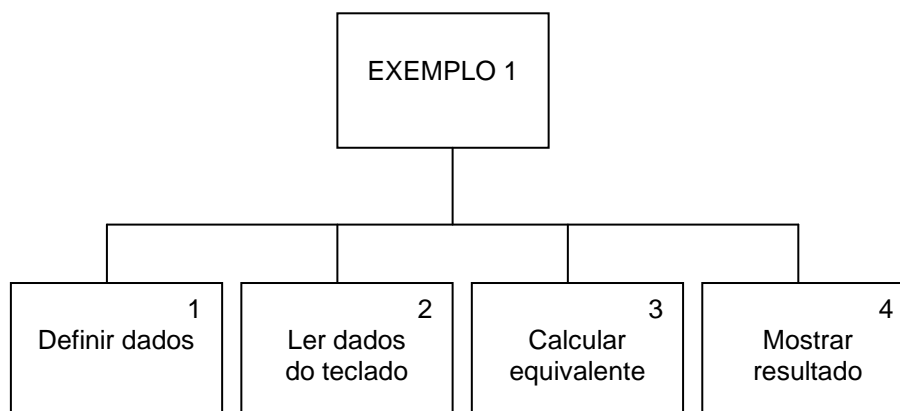 EXEMPLO 1
1
Definir dados
2
Ler dados
do teclado
3
Calcular
equivalente
4
Mostrar
resultado